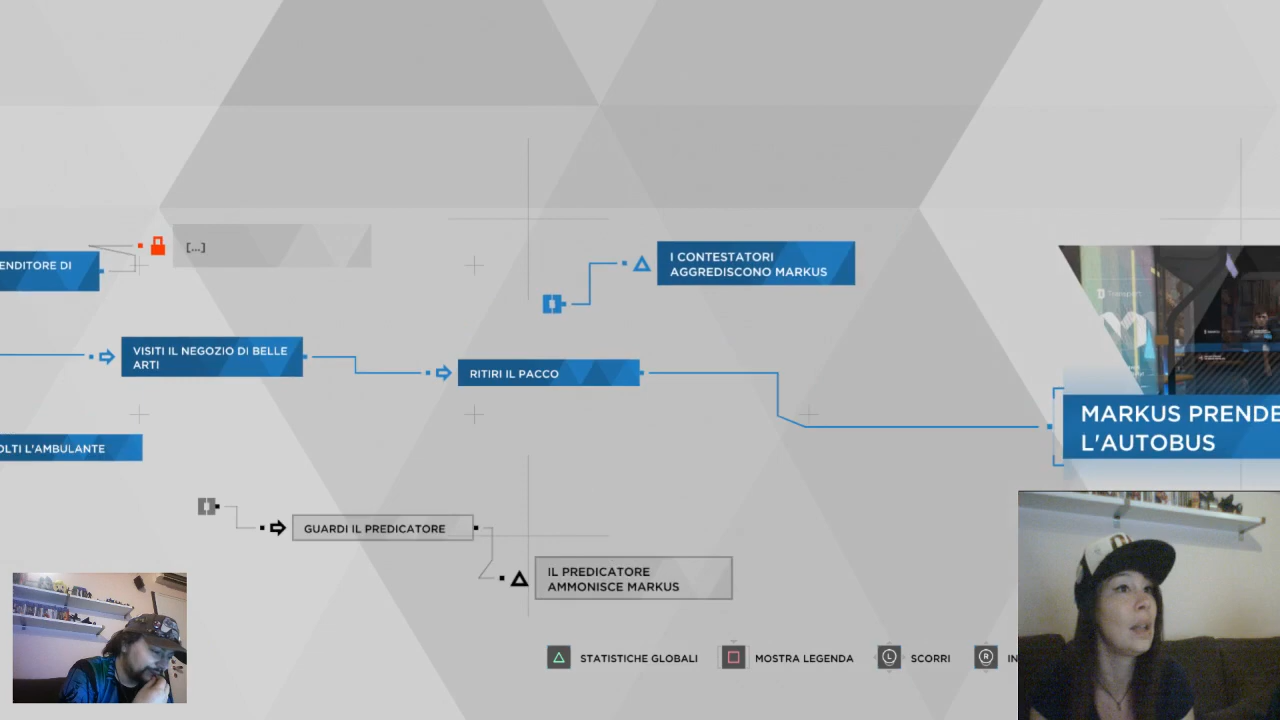 [...]
ENDITORE DI
I CONTESTATORI
AGGREDISCONO MARKUS
VISITI IL NEGOZIO DI BELLE
ARTI
RITIRI IL PACCO
MARKUS PRENDE
L'AUTOBUS
OLTI L'AMBULANTE
GUARDI IL PREDICATORE
IL PREDICATORE
AMMONISCE MARKUS
STATISTICHE GLOBALI
MOSTRA LEGENDA
L
SCORRI
R
IN